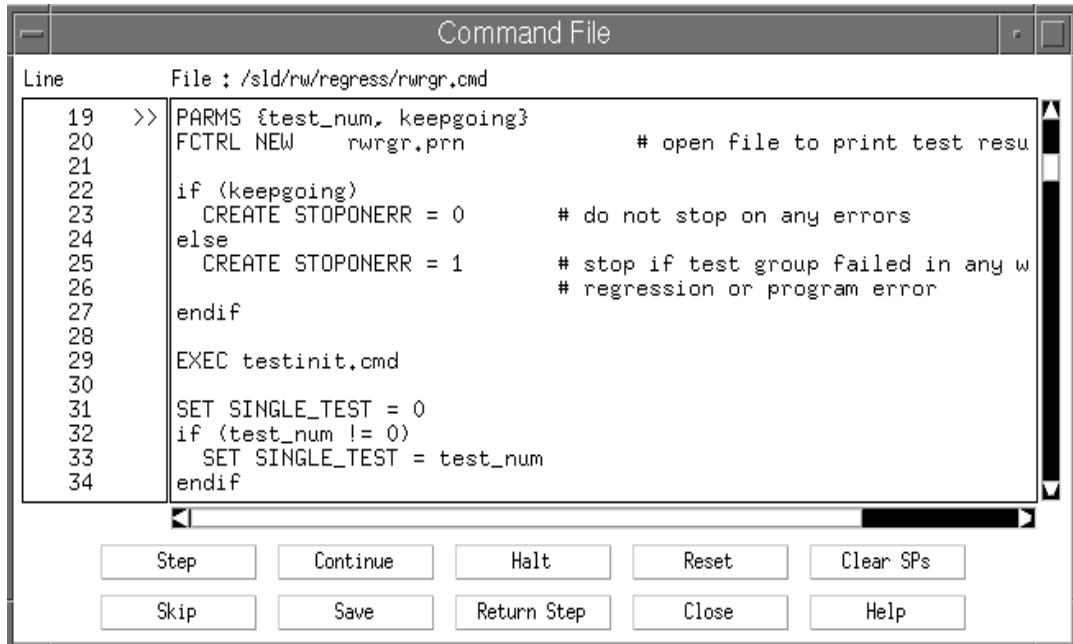 Command File
Line File : /sld/rw/regress/rwrgr.cmd
19 >> PARMS {test_num, keepgoing}
20 FCTRL NEW rwrgr.prn # open file to print test resu
21
22 if (keepgoing)
23 CREATE STOPONERR = 0 # do not stop on any errors
24 else
25 CREATE STOPONERR = 1 # stop if test group failed in any w
26 # regression or program error
27 endif
28
29 EXEC testinit.cmd
30
31 SET SINGLE_TEST = 0
32 if (test_num != 0)
33 SET SINGLE_TEST = test_num
34 endif
Step Continue Halt Reset Clear SPs
Skip Save Return Step Close Help